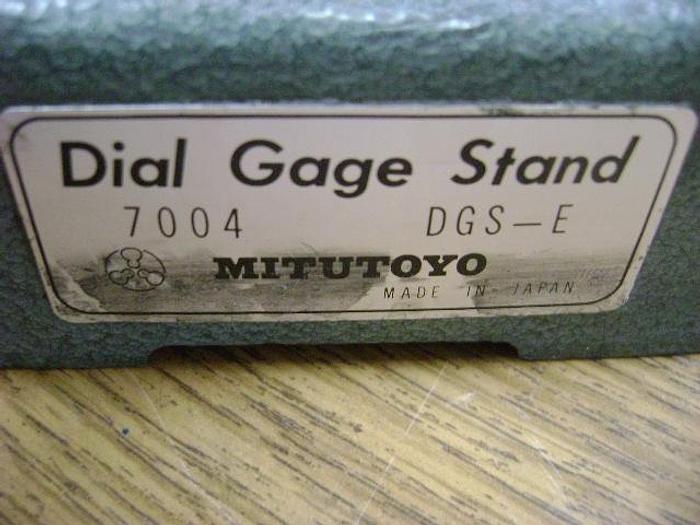 Dial Gage Stand
7004 DGS-E
MITUTOYO
MADE IN JAPAN